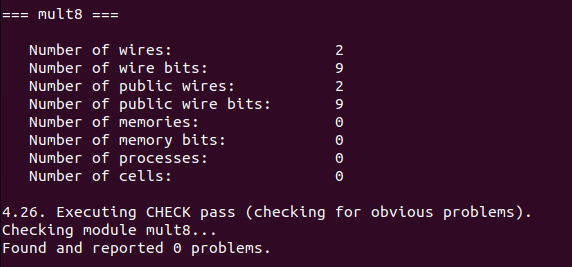 === mult8 ===
Number of wires: 2
Number of wire bits: 9
Number of public wires: 2
Number of public wire bits: 9
Number of memories: 0
Number of memory bits: 0
Number of processes: 0
Number of cells: 0
4.26. Executing CHECK pass (checking for obvious problems).
Checking module mult8...
Found and reported 0 problems.